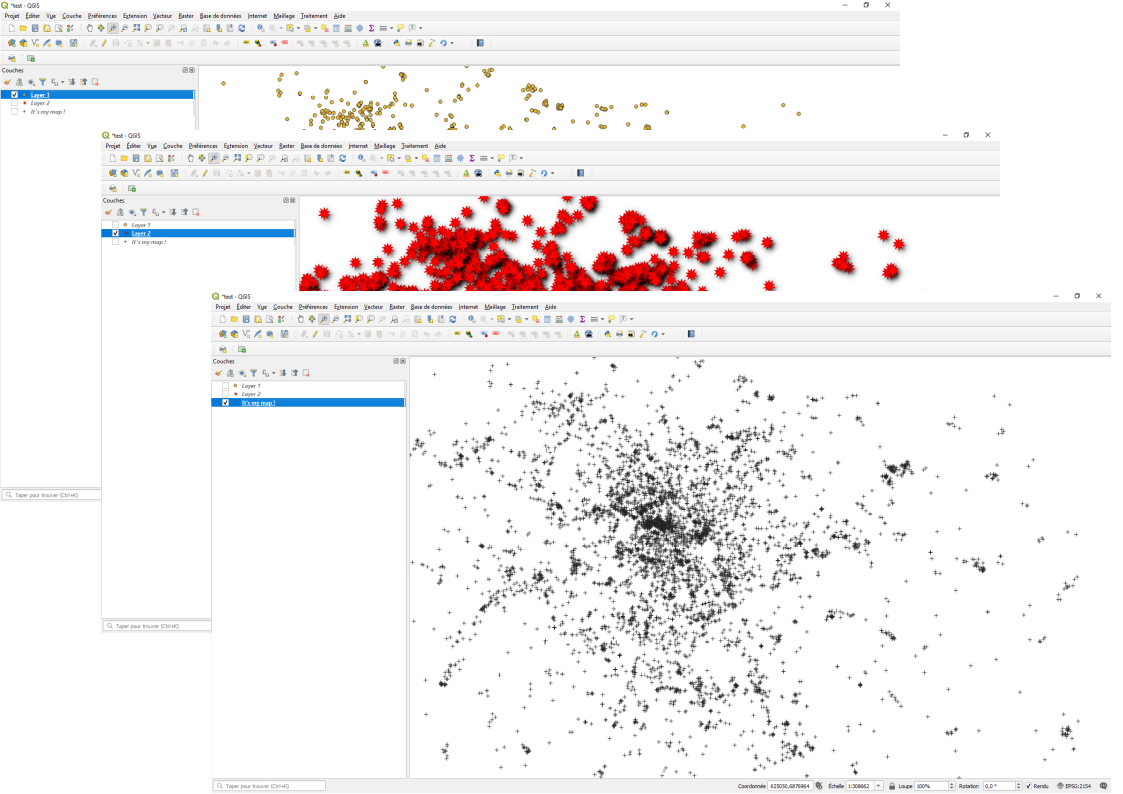 *test - QGIS
Projet Éditer Vue Couche Préférences Extension Vecteur Raster Base de données Internet Maillage Traitement Aide
Couches
Layer 1
Layer 2
It's my map !
Taper pour trouver (Ctrl+K)
*test - QGIS
Projet Éditer Vue Couche Préférences Extension Vecteur Raster Base de données Internet Maillage Traitement Aide
Couches
Layer 1
Layer 2
It's my map !
Taper pour trouver (Ctrl+K)
*test - QGIS
Projet Éditer Vue Couche Préférences Extension Vecteur Raster Base de données Internet Maillage Traitement Aide
Couches
Layer 1
Layer 2
It's my map !
Taper pour trouver (Ctrl+K) Coordonnée 625050,6876964 Échelle 1:308662 Loupe 100% Rotation 0,0 ° Rendu EPSG:2154